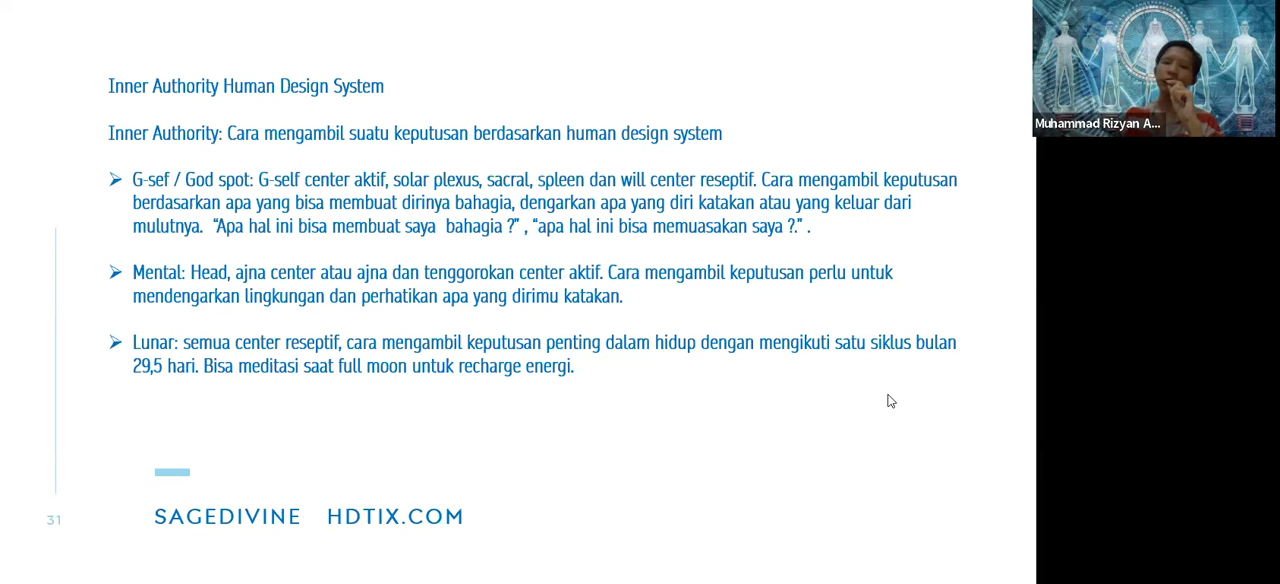 Inner Authority Human Design System
Inner Authority: Cara mengambil suatu keputusan berdasarkan human design system
G-sef / God spot: G-self center aktif, solar plexus, sacral, spleen dan will center reseptif. Cara mengambil keputusan
berdasarkan apa yang bisa membuat dirinya bahagia, dengarkan apa yang diri katakan atau yang keluar dari
mulutnya. “Apa hal ini bisa membuat saya bahagia ?” , “apa hal ini bisa memuasakan saya ?.” .
Mental: Head, ajna center atau ajna dan tenggorokan center aktif. Cara mengambil keputusan perlu untuk
mendengarkan lingkungan dan perhatikan apa yang dirimu katakan.
Lunar: semua center reseptif, cara mengambil keputusan penting dalam hidup dengan mengikuti satu siklus bulan
29,5 hari. Bisa meditasi saat full moon untuk recharge energi.
31
SAGEDIVINE HDTIX.COM
Muhammad Rizyan A...